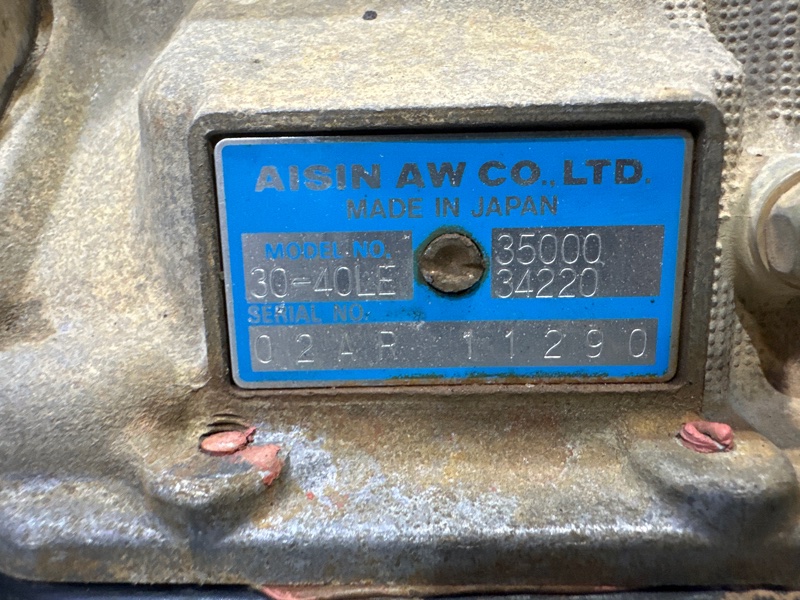 AISIN AW CO., LTD.
MADE IN JAPAN
MODEL NO. 35000
30-40LE 34220
SERIAL NO.
02AR 11290